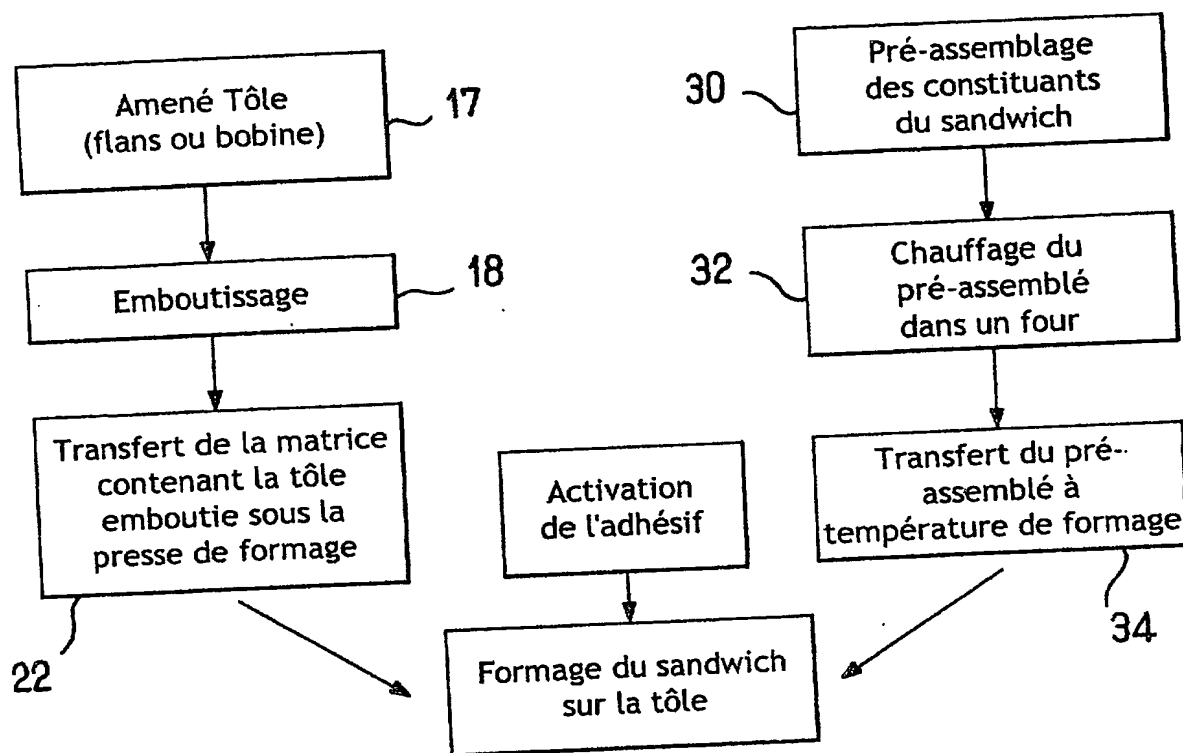 Amené Tôle
(flans ou bobine)
17
Emboutissage
18
Transfert de la matrice
contenant la tôle
emboutie sous la
presse de formage
22
Activation
de l'adhésif
Pré-assemblage
des constituants
du sandwich
30
Chauffage du
pré-assemblé
dans un four
32
Transfert du pré-
assemblé à
température de formage
34
Formage du sandwich
sur la tôle